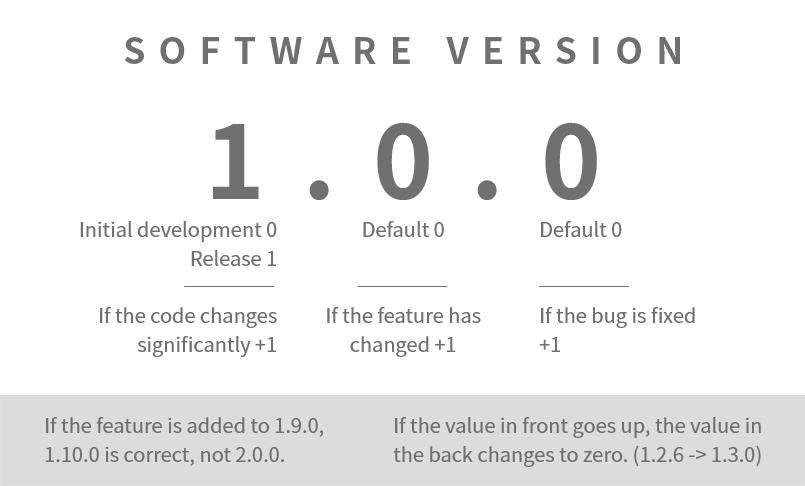 SOFTWARE VERSION
1.0.0
Initial development 0
Release 1
Default 0
Default 0
If the code changes
significantly +1
If the feature has
changed +1
If the bug is fixed
+1
If the feature is added to 1.9.0,
1.10.0 is correct, not 2.0.0.
If the value in front goes up, the value in
the back changes to zero. (1.2.6 -> 1.3.0)